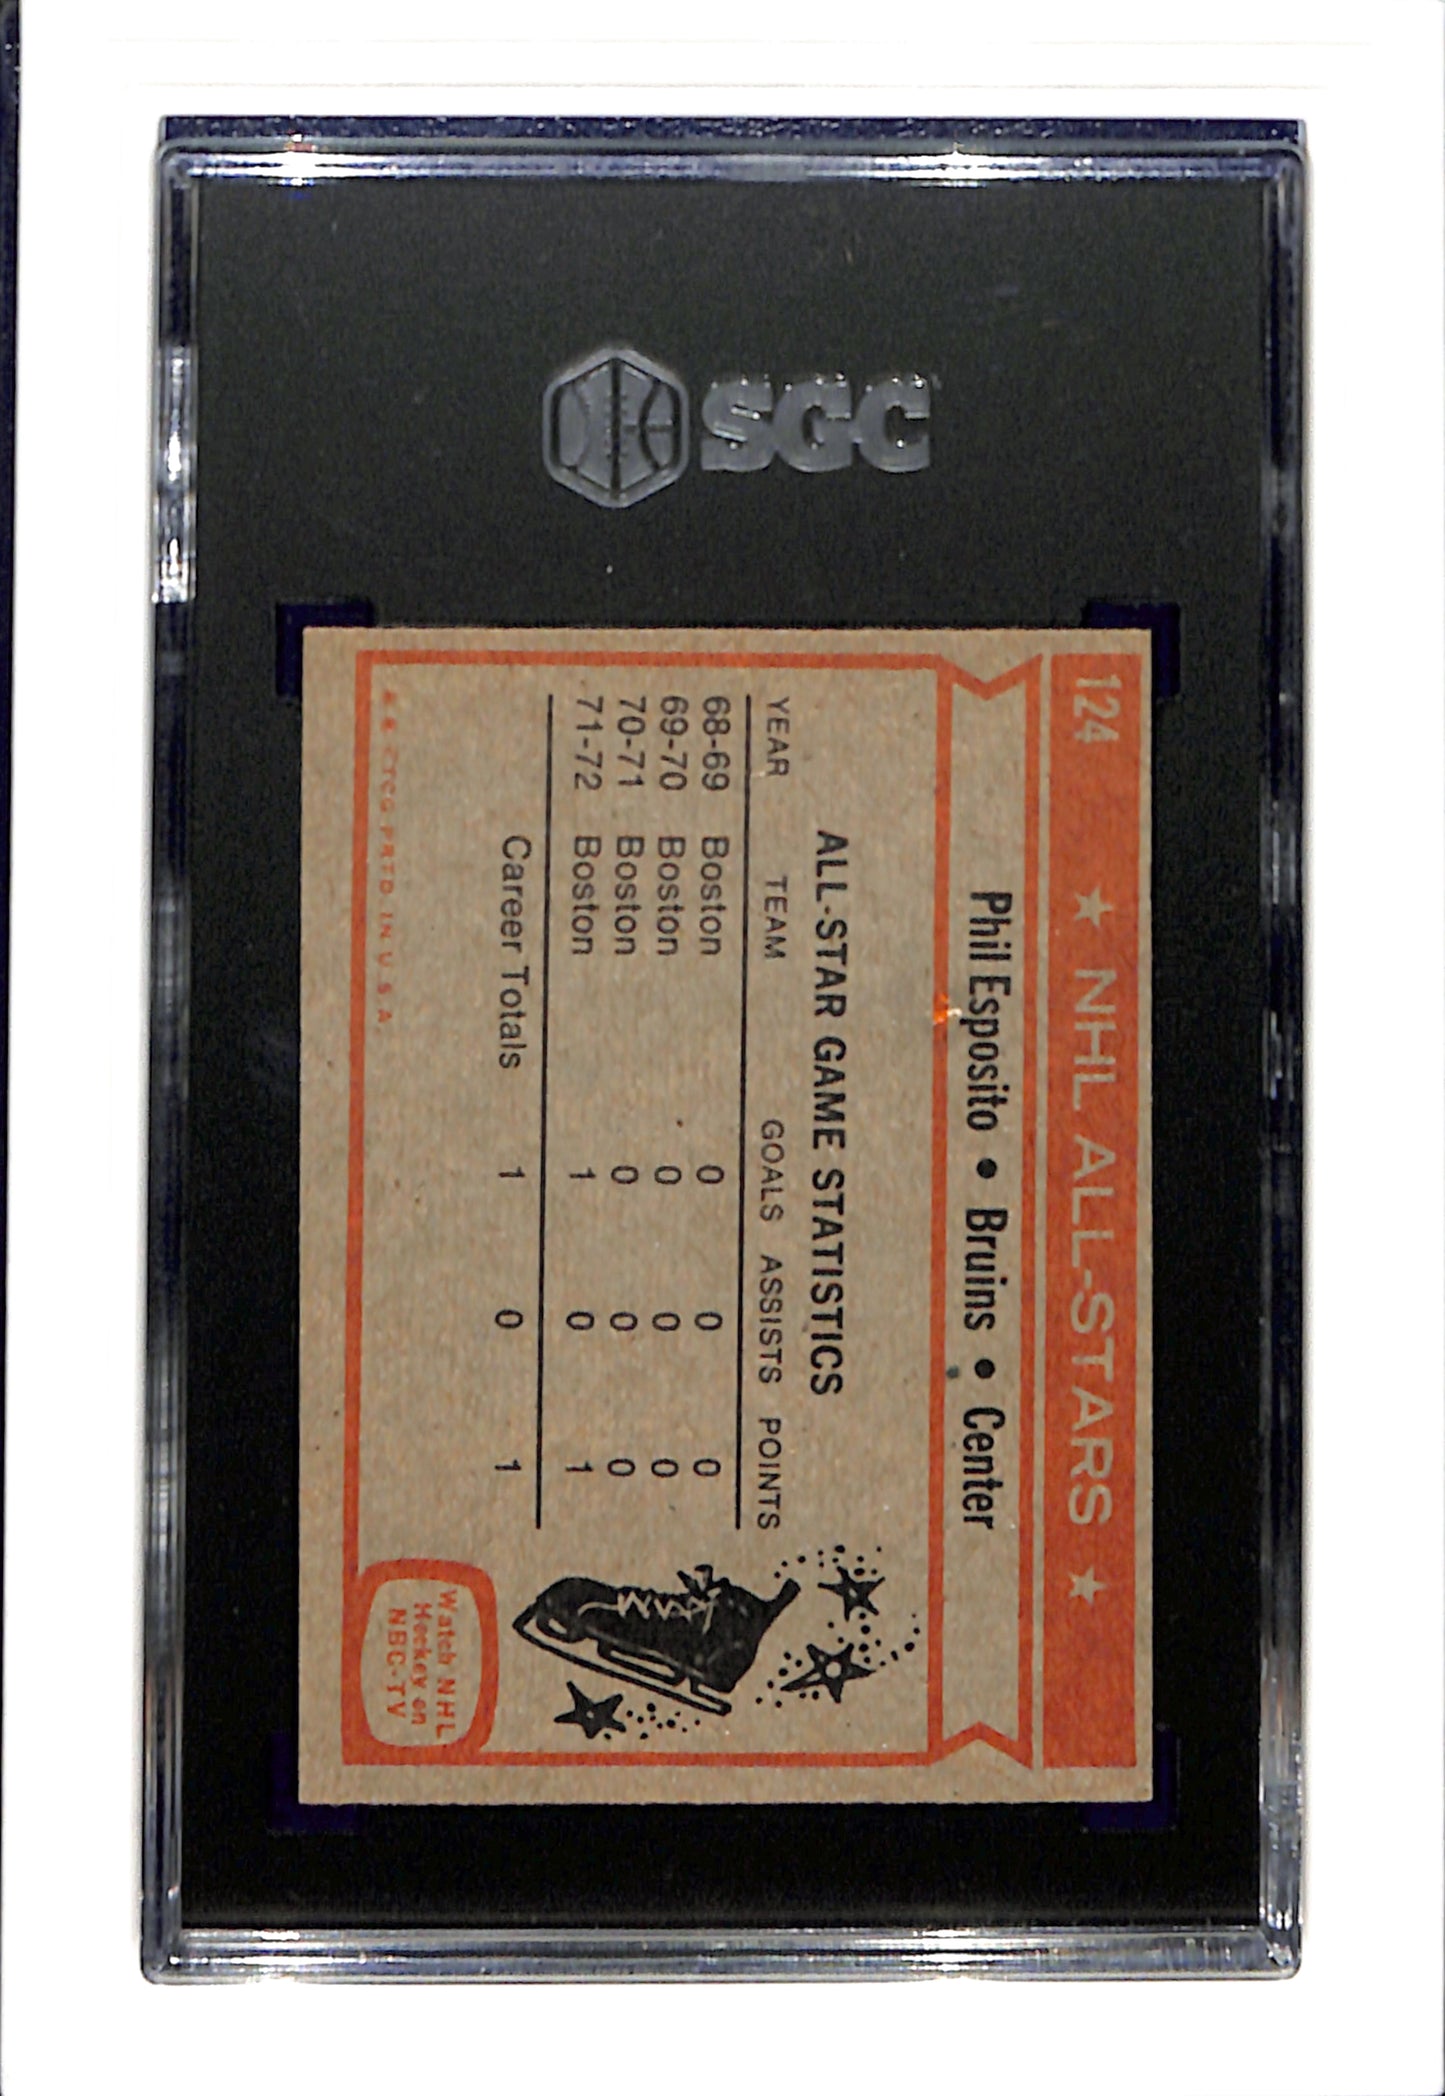 SGC
124 ★ NHL ALL-STARS ★
Phil Esposito • Bruins • Center
ALL-STAR GAME STATISTICS
YEAR TEAM GOALS ASSISTS POINTS
68-69 Boston 0 0 0
69-70 Boston 0 0 0
70-71 Boston 0 0 0
71-72 Boston 1 0 1
Career Totals 1 0 1
Watch NHL
Hockey on
NBC-TV
PRTD. IN U.S.A.